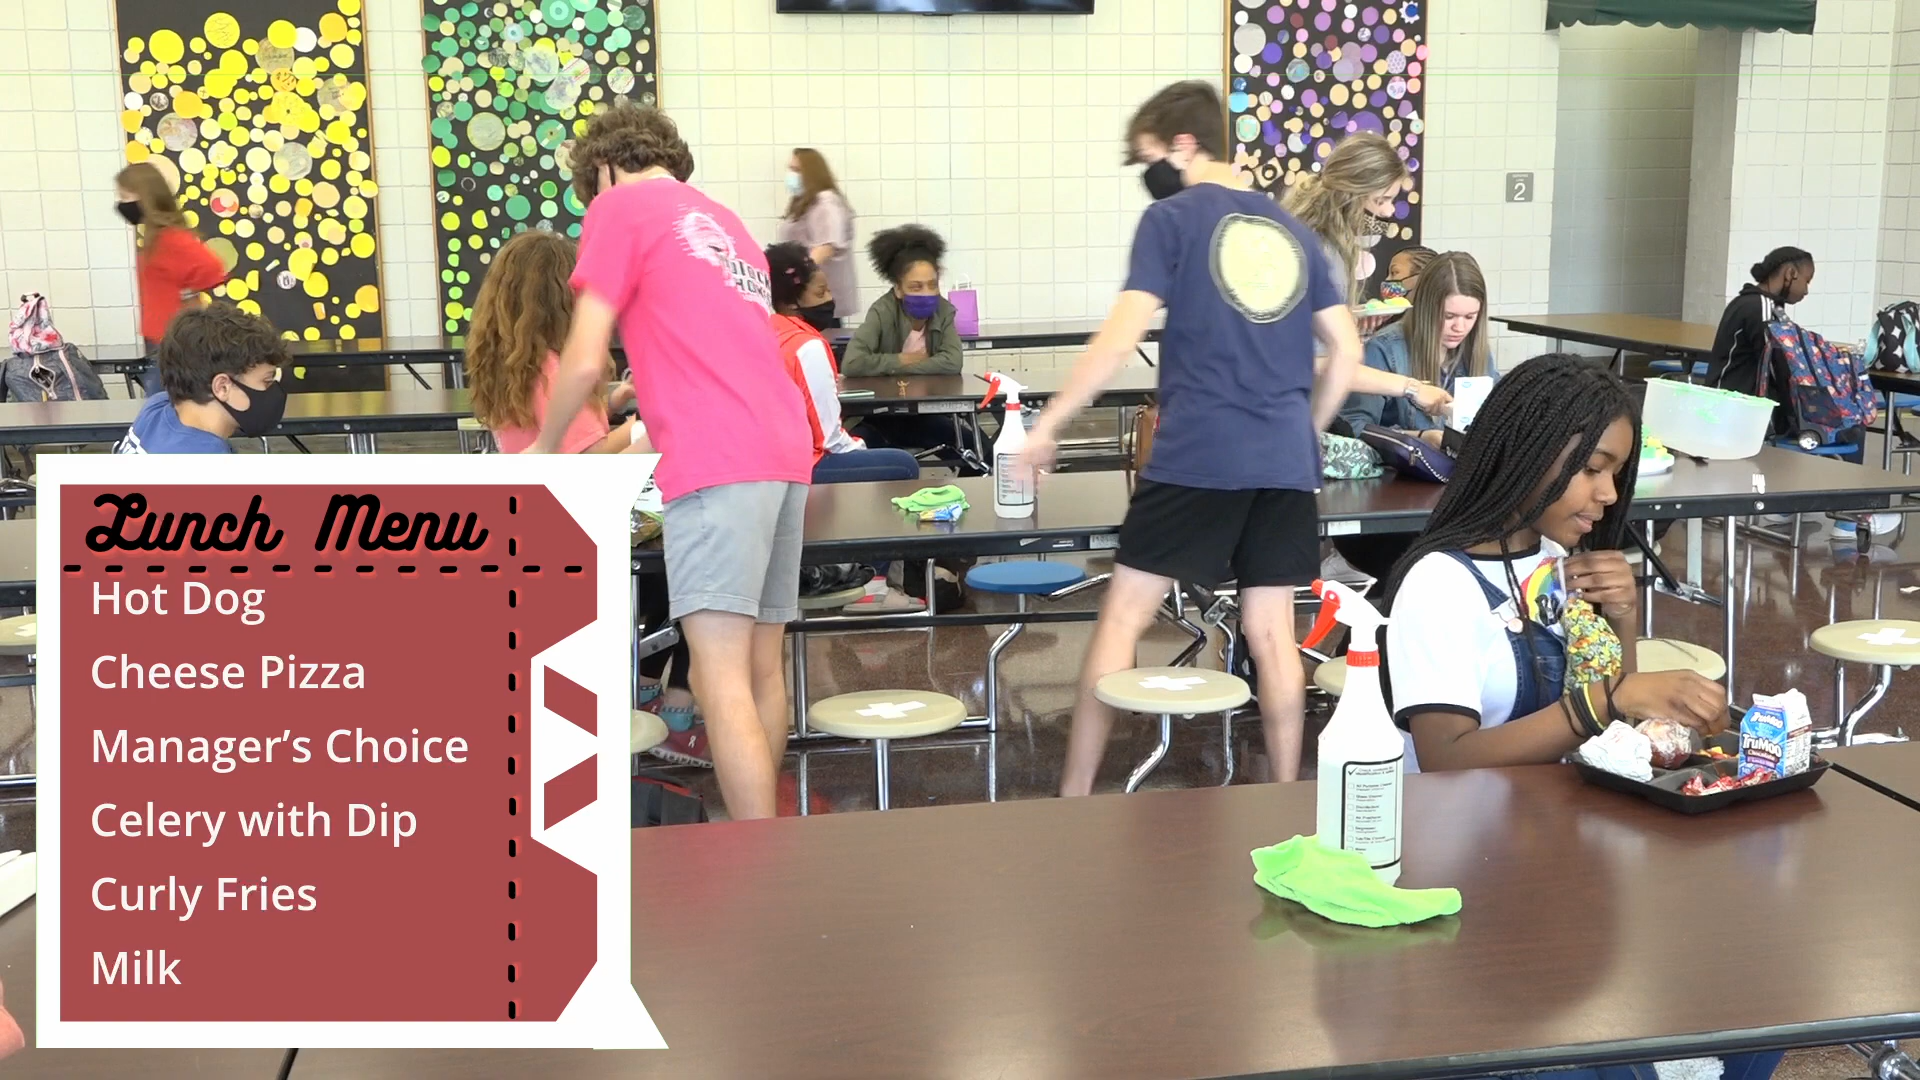 Lunch Menu
Hot Dog
Cheese Pizza
Manager's Choice
Celery with Dip
Curly Fries
Milk
2
TruMoo